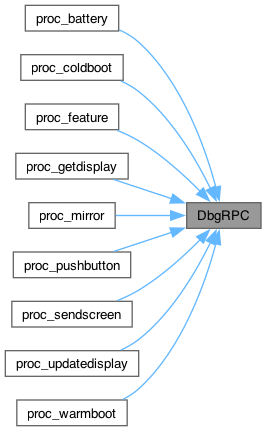 proc_battery
proc_coldboot
proc_feature
proc_getdisplay
DbgRPC
proc_mirror
proc_pushbutton
proc_sendscreen
proc_updatedisplay
proc_warmboot